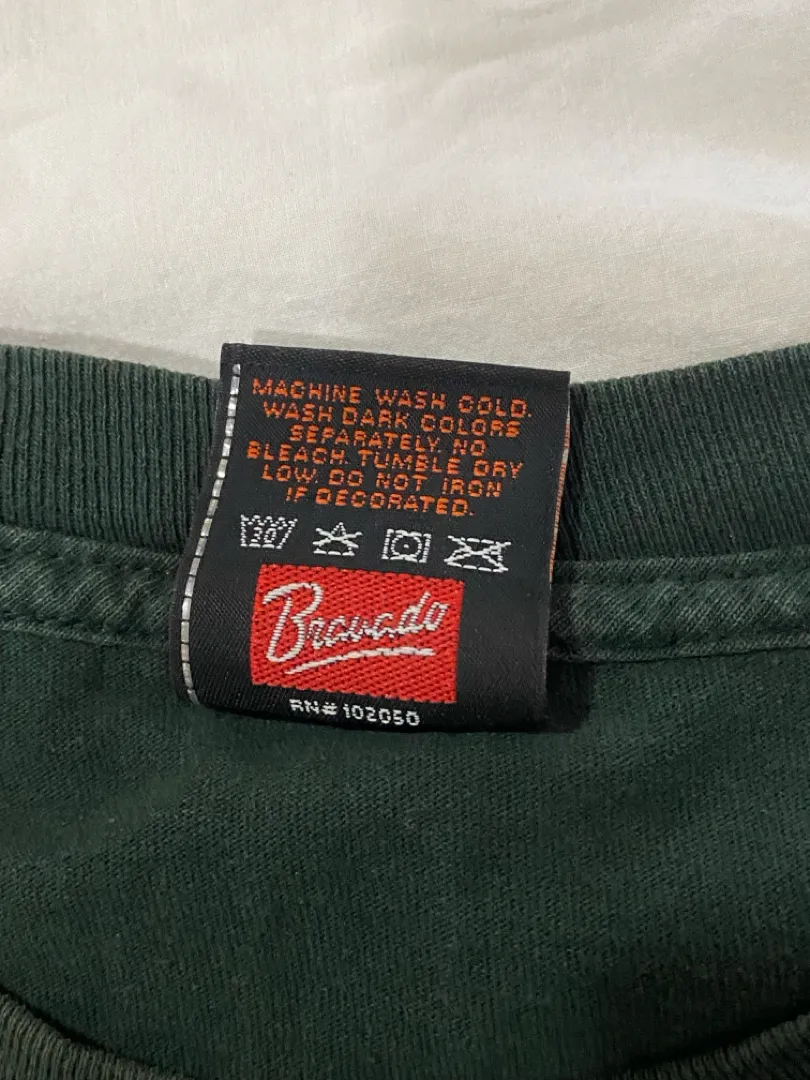 MACHINE WASH COLD.
WASH DARK COLORS
SEPARATELY. NO
BLEACH. TUMBLE DRY
LOW. DO NOT IRON
IF DECORATED.
30
Bravado
RN# 102050